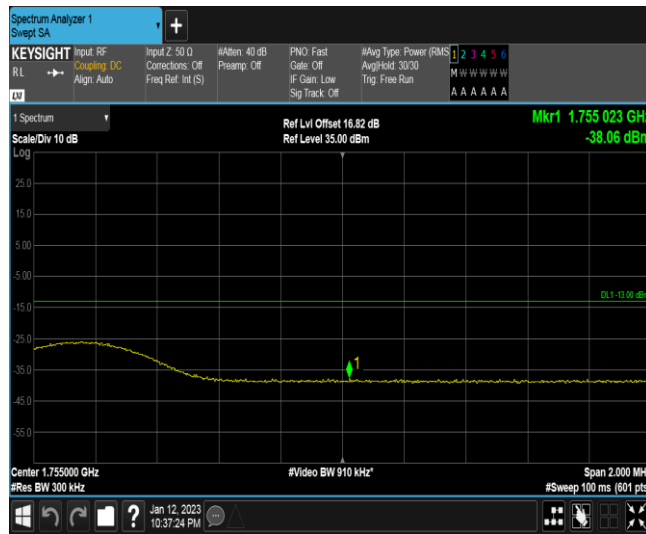 Spectrum Analyzer 1
Swept SA
+
KEYSIGHT
RL
LXI
Input: RF
Coupling: DC
Align: Auto
Input Z: 50 Ω
Corrections: Off
Freq Ref: Int (S)
#Atten: 40 dB
Preamp: Off
PNO: Fast
Gate: Off
IF Gain: Low
Sig Track: Off
#Avg Type: Power (RMS
Avg|Hold: 30/30
Trig: Free Run
1 2 3 4 5 6
M W W W W W
A A A A A A
1 Spectrum
Scale/Div 10 dB
Log
Ref Lvl Offset 16.82 dB
Ref Level 35.00 dBm
Mkr1 1.755 023 GH
-38.06 dBm
25.0
15.0
5.00
-5.00
-15.0
-25.0
-35.0
-45.0
-55.0
DL1 -13.00 dBm
1
Center 1.755000 GHz
#Res BW 300 kHz
#Video BW 910 kHz*
Span 2.000 MH
#Sweep 100 ms (601 pts
?
Jan 12, 2023
10:37:24 PM